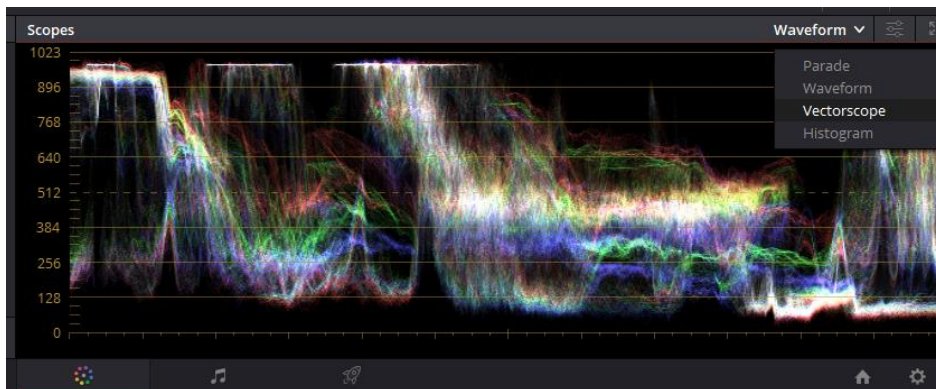 Scopes
Waveform
Parade
Waveform
Vectorscope
Histogram
1023
896
768
640
512
384
256
128
0